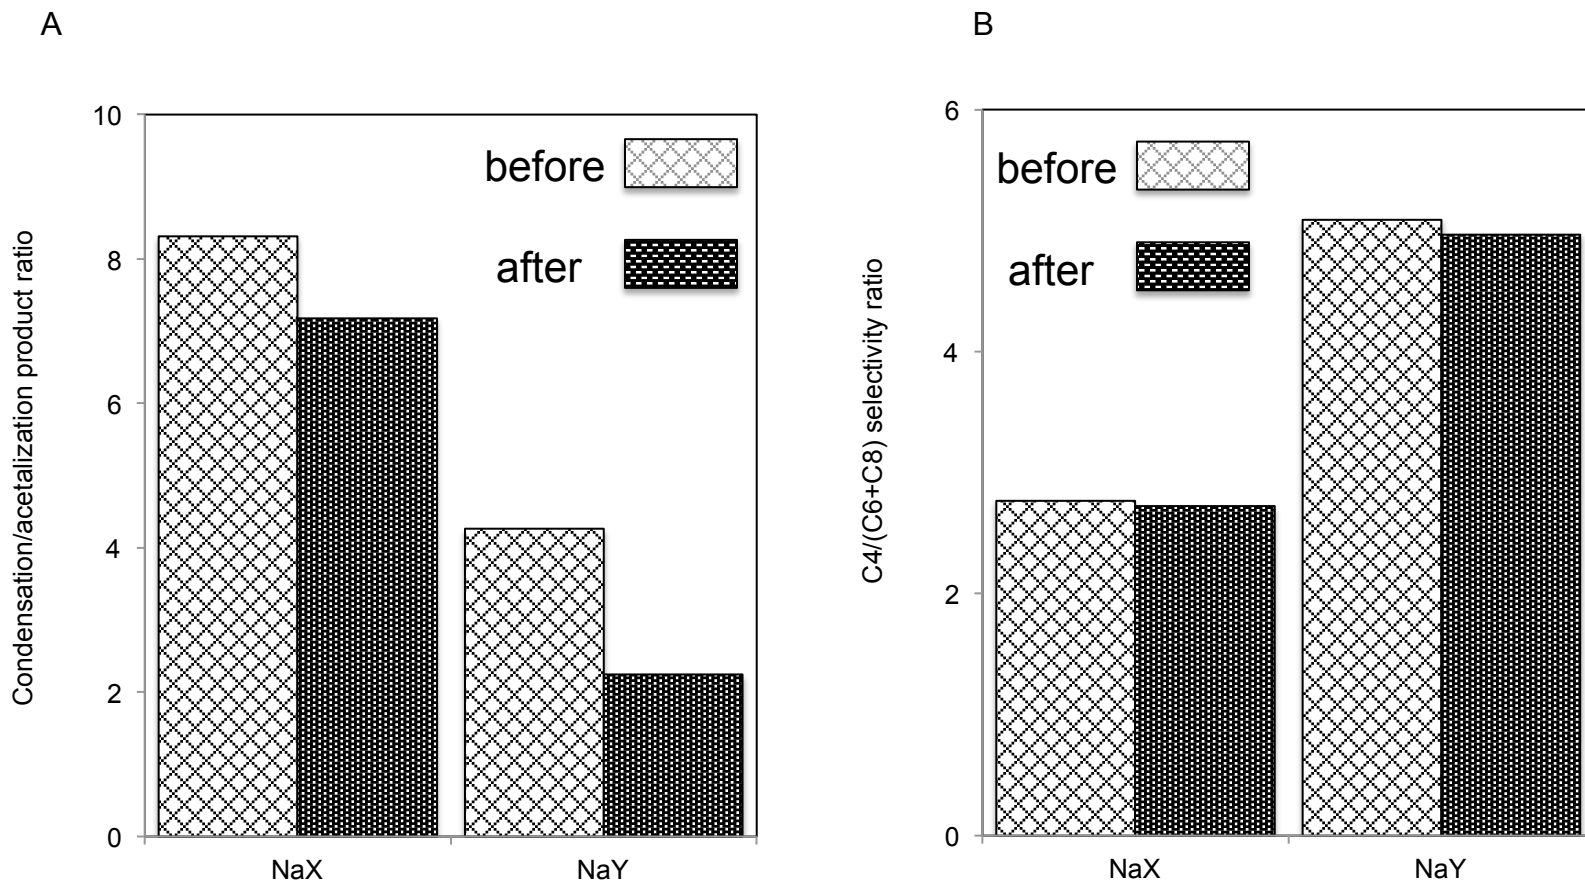 A
Condensation/acetalization product ratio
10
8
6
4
2
0
before
after
NaX
NaY
B
C4/(C6+C8) selectivity ratio
6
4
2
0
before
after
NaX
NaY